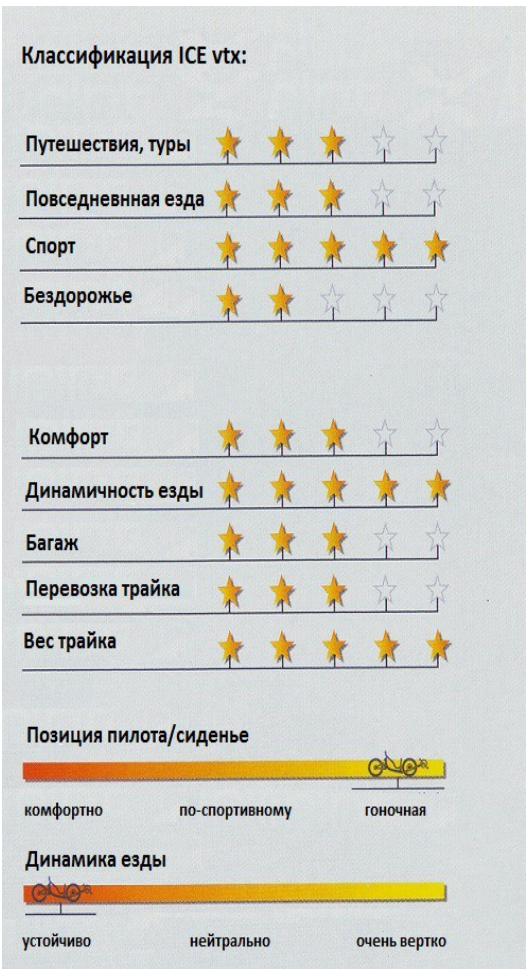 Классификация ICE vtx:
Путешествия, туры
Повседневнная езда
Спорт
Бездорожье
Комфорт
Динамичность езды
Багаж
Перевозка трайка
Вес трайка
Позиция пилота/сиденье
комфортно по-спортивному гоночная
Динамика езды
устойчиво нейтрально очень вертко